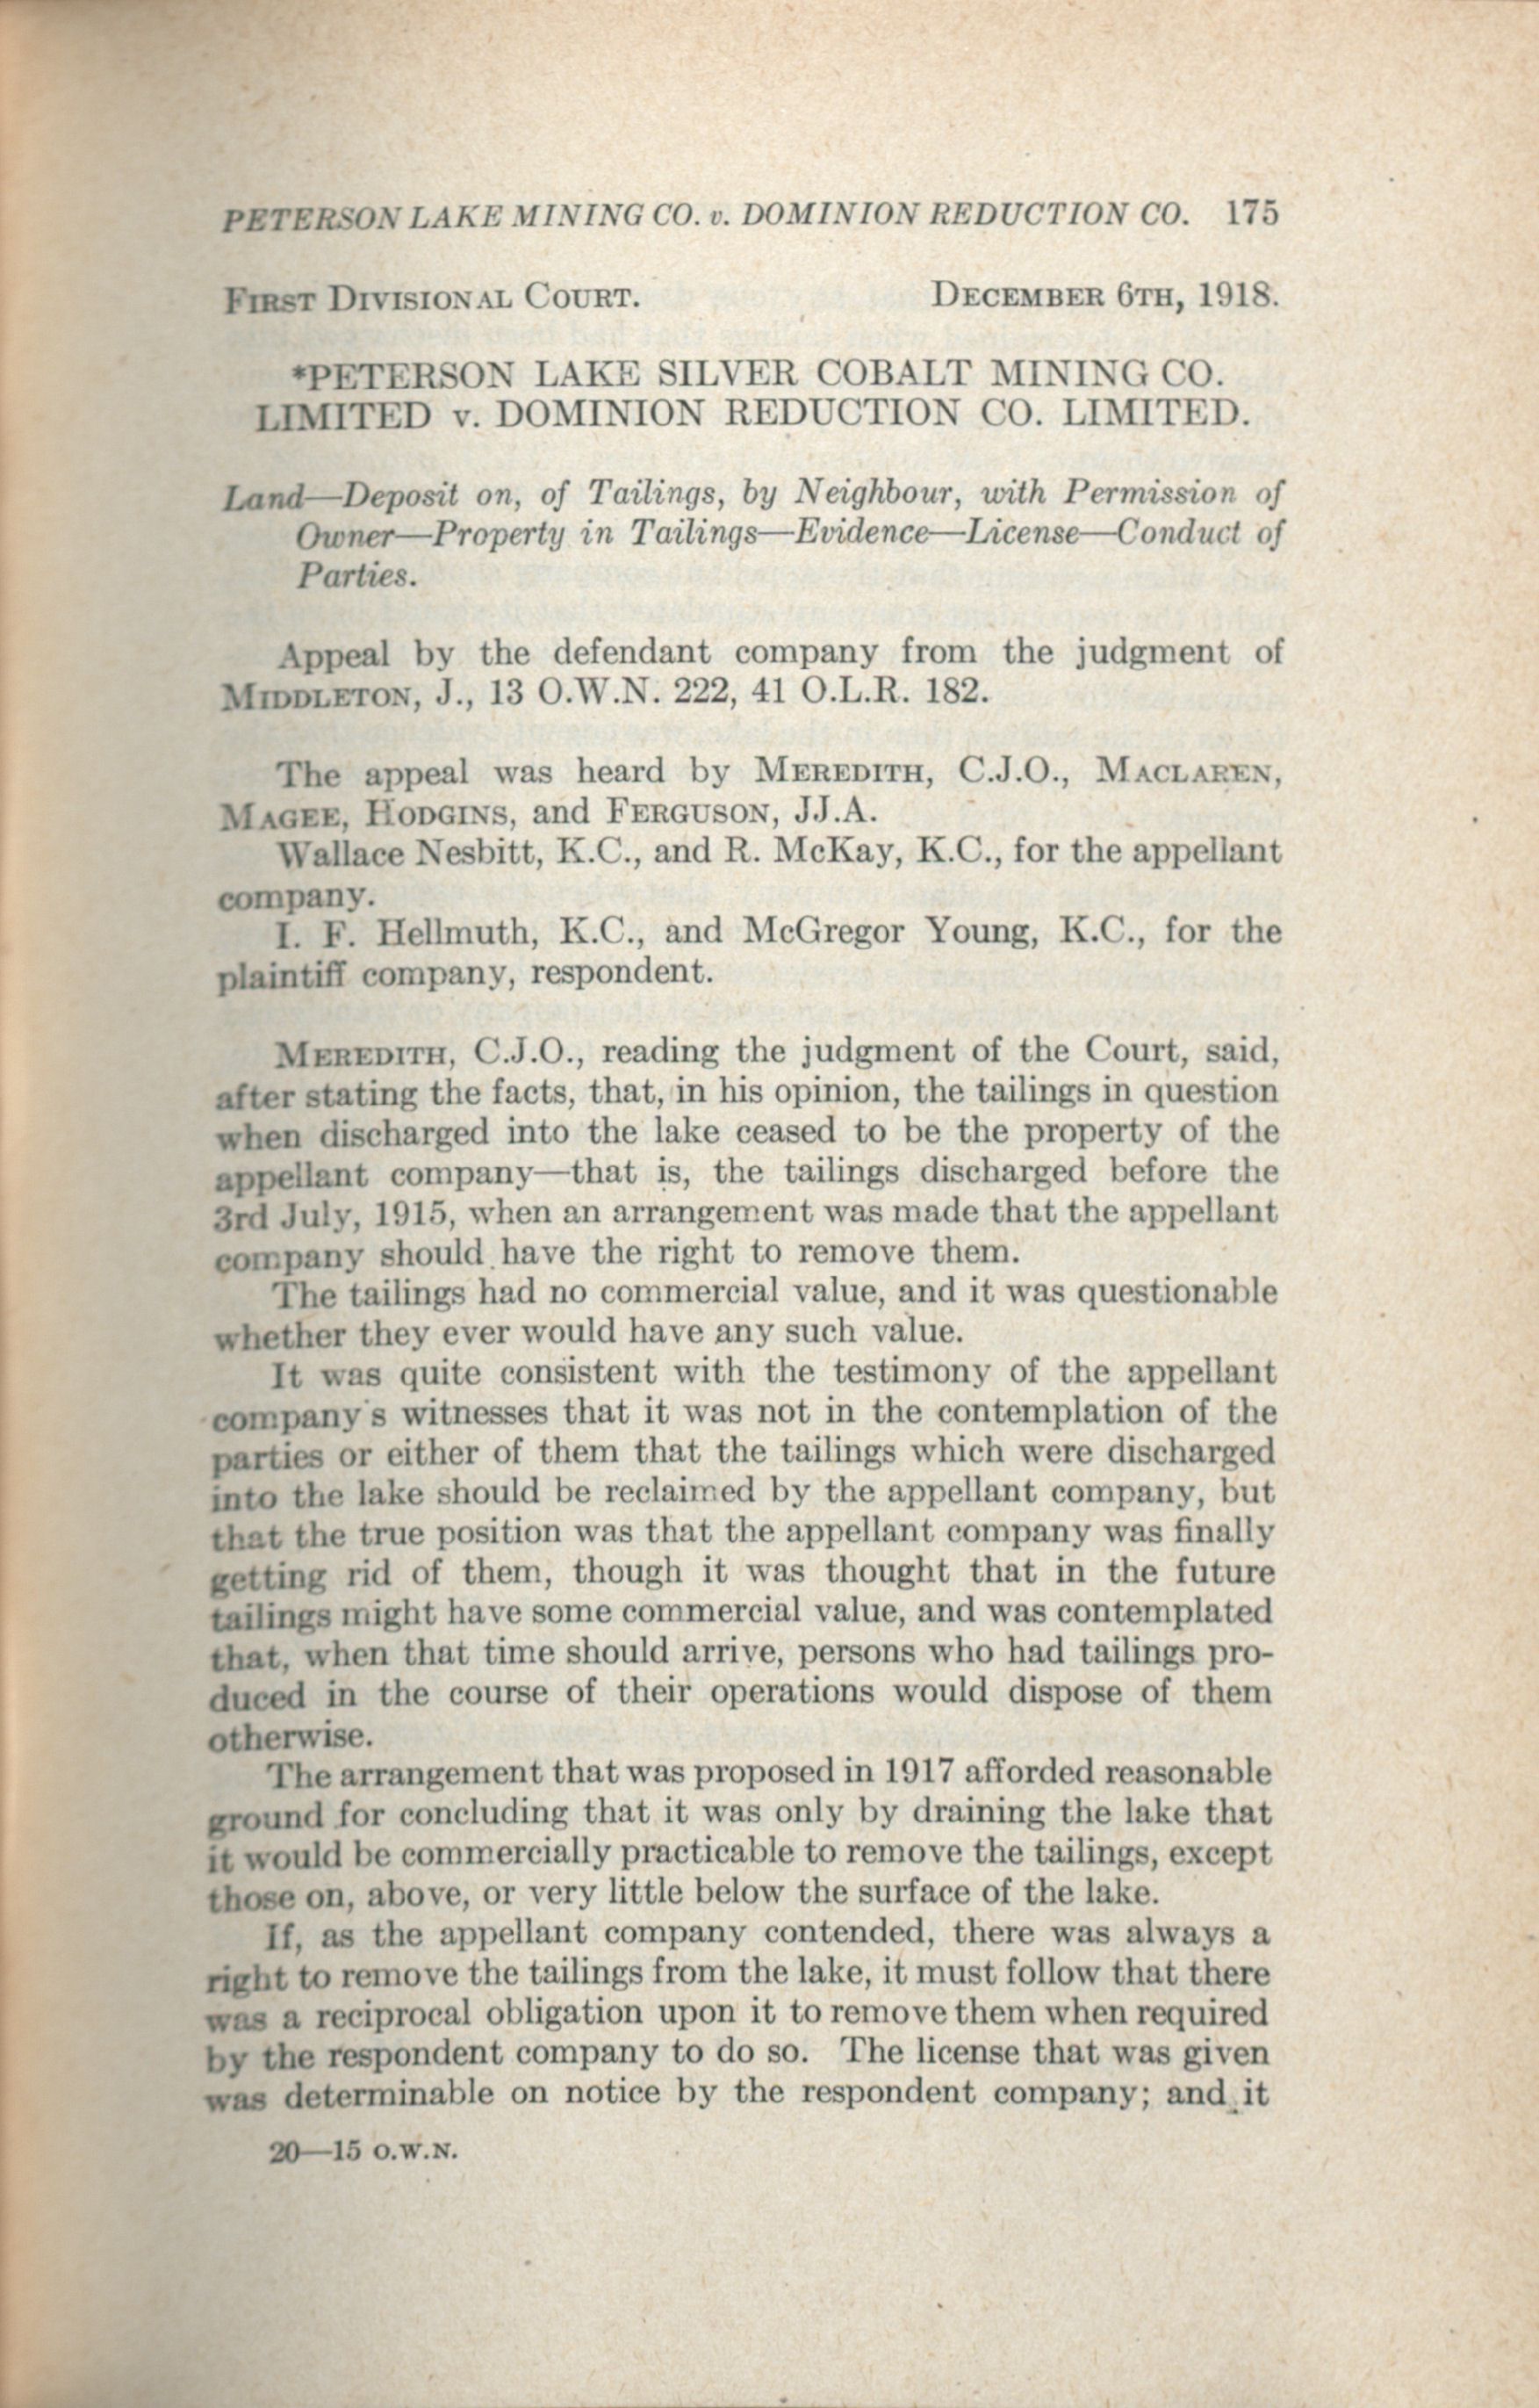 PETERSON LAKE MINING CO. v. DOMINION REDUCTION CO. 175
FIRST DIVISIONAL COURT. DECEMBER 6TH, 1918.
*PETERSON LAKE SILVER COBALT MINING CO.
LIMITED v. DOMINION REDUCTION CO. LIMITED.
Land—Deposit on, of Tailings, by Neighbour, with Permission of
Owner—Property in Tailings—Evidence—License—Conduct of
Parties.
Appeal by the defendant company from the judgment of
MIDDLETON, J., 13 O.W.N. 222, 41 O.L.R. 182.
The appeal was heard by MEREDITH, C.J.O., MACLAREN,
MAGEE, HODGINS, and FERGUSON, JJ.A.
Wallace Nesbitt, K.C., and R. McKay, K.C., for the appellant
company.
I. F. Hellmuth, K.C., and McGregor Young, K.C., for the
plaintiff company, respondent.
MEREDITH, C.J.O., reading the judgment of the Court, said,
after stating the facts, that, in his opinion, the tailings in question
when discharged into the lake ceased to be the property of the
appellant company—that is, the tailings discharged before the
3rd July, 1915, when an arrangement was made that the appellant
company should have the right to remove them.
The tailings had no commercial value, and it was questionable
whether they ever would have any such value.
It was quite consistent with the testimony of the appellant
company's witnesses that it was not in the contemplation of the
parties or either of them that the tailings which were discharged
into the lake should be reclaimed by the appellant company, but
that the true position was that the appellant company was finally
getting rid of them, though it was thought that in the future
tailings might have some commercial value, and was contemplated
that, when that time should arrive, persons who had tailings pro-
duced in the course of their operations would dispose of them
otherwise.
The arrangement that was proposed in 1917 afforded reasonable
ground for concluding that it was only by draining the lake that
it would be commercially practicable to remove the tailings, except
those on, above, or very little below the surface of the lake.
If, as the appellant company contended, there was always a
right to remove the tailings from the lake, it must follow that there
was a reciprocal obligation upon it to remove them when required
by the respondent company to do so. The license that was given
was determinable on notice by the respondent company; and it
20—15 O.W.N.